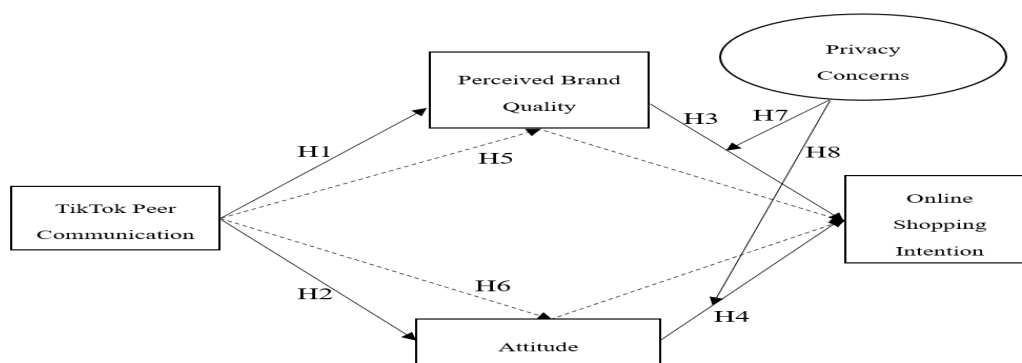 Privacy
Concerns
Perceived Brand
Quality
H3
H7
H1
H5
H8
TikTok Peer
Communication
Online
Shopping
Intention
H2
H6
H4
Attitude